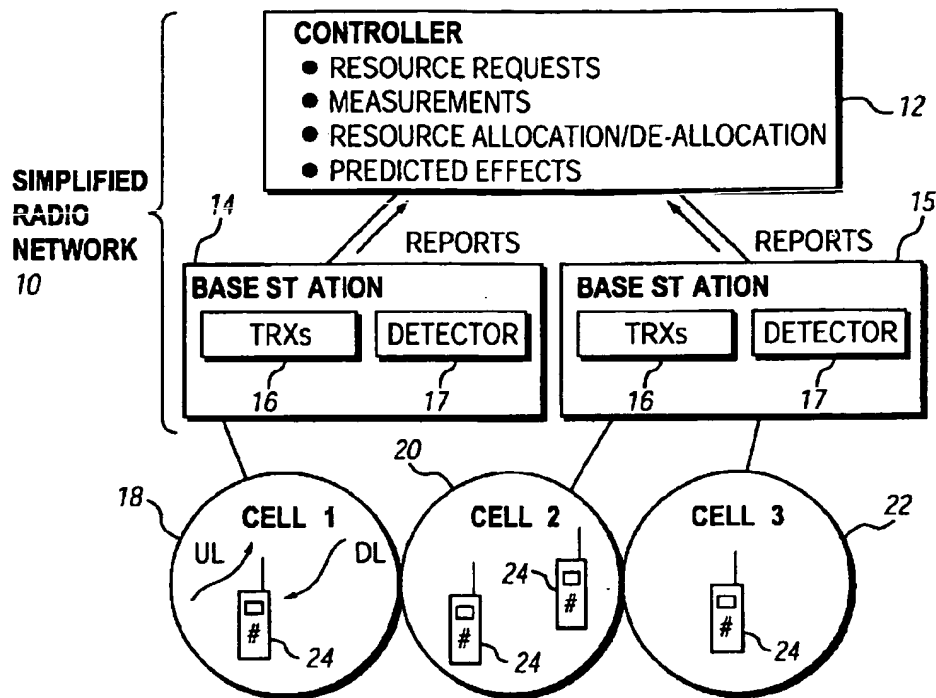 CONTROLLER
● RESOURCE REQUESTS
● MEASUREMENTS
● RESOURCE ALLOCATION/DE-ALLOCATION
● PREDICTED EFFECTS
12
SIMPLIFIED
RADIO
NETWORK
10
14
REPORTS
REPORTS
15
BASE ST ATION
TRXs
DETECTOR
16
17
BASE ST ATION
TRXs
DETECTOR
16
17
18
CELL 1
UL
DL
#
24
20
CELL 2
24
#
#
24
CELL 3
22
#
24